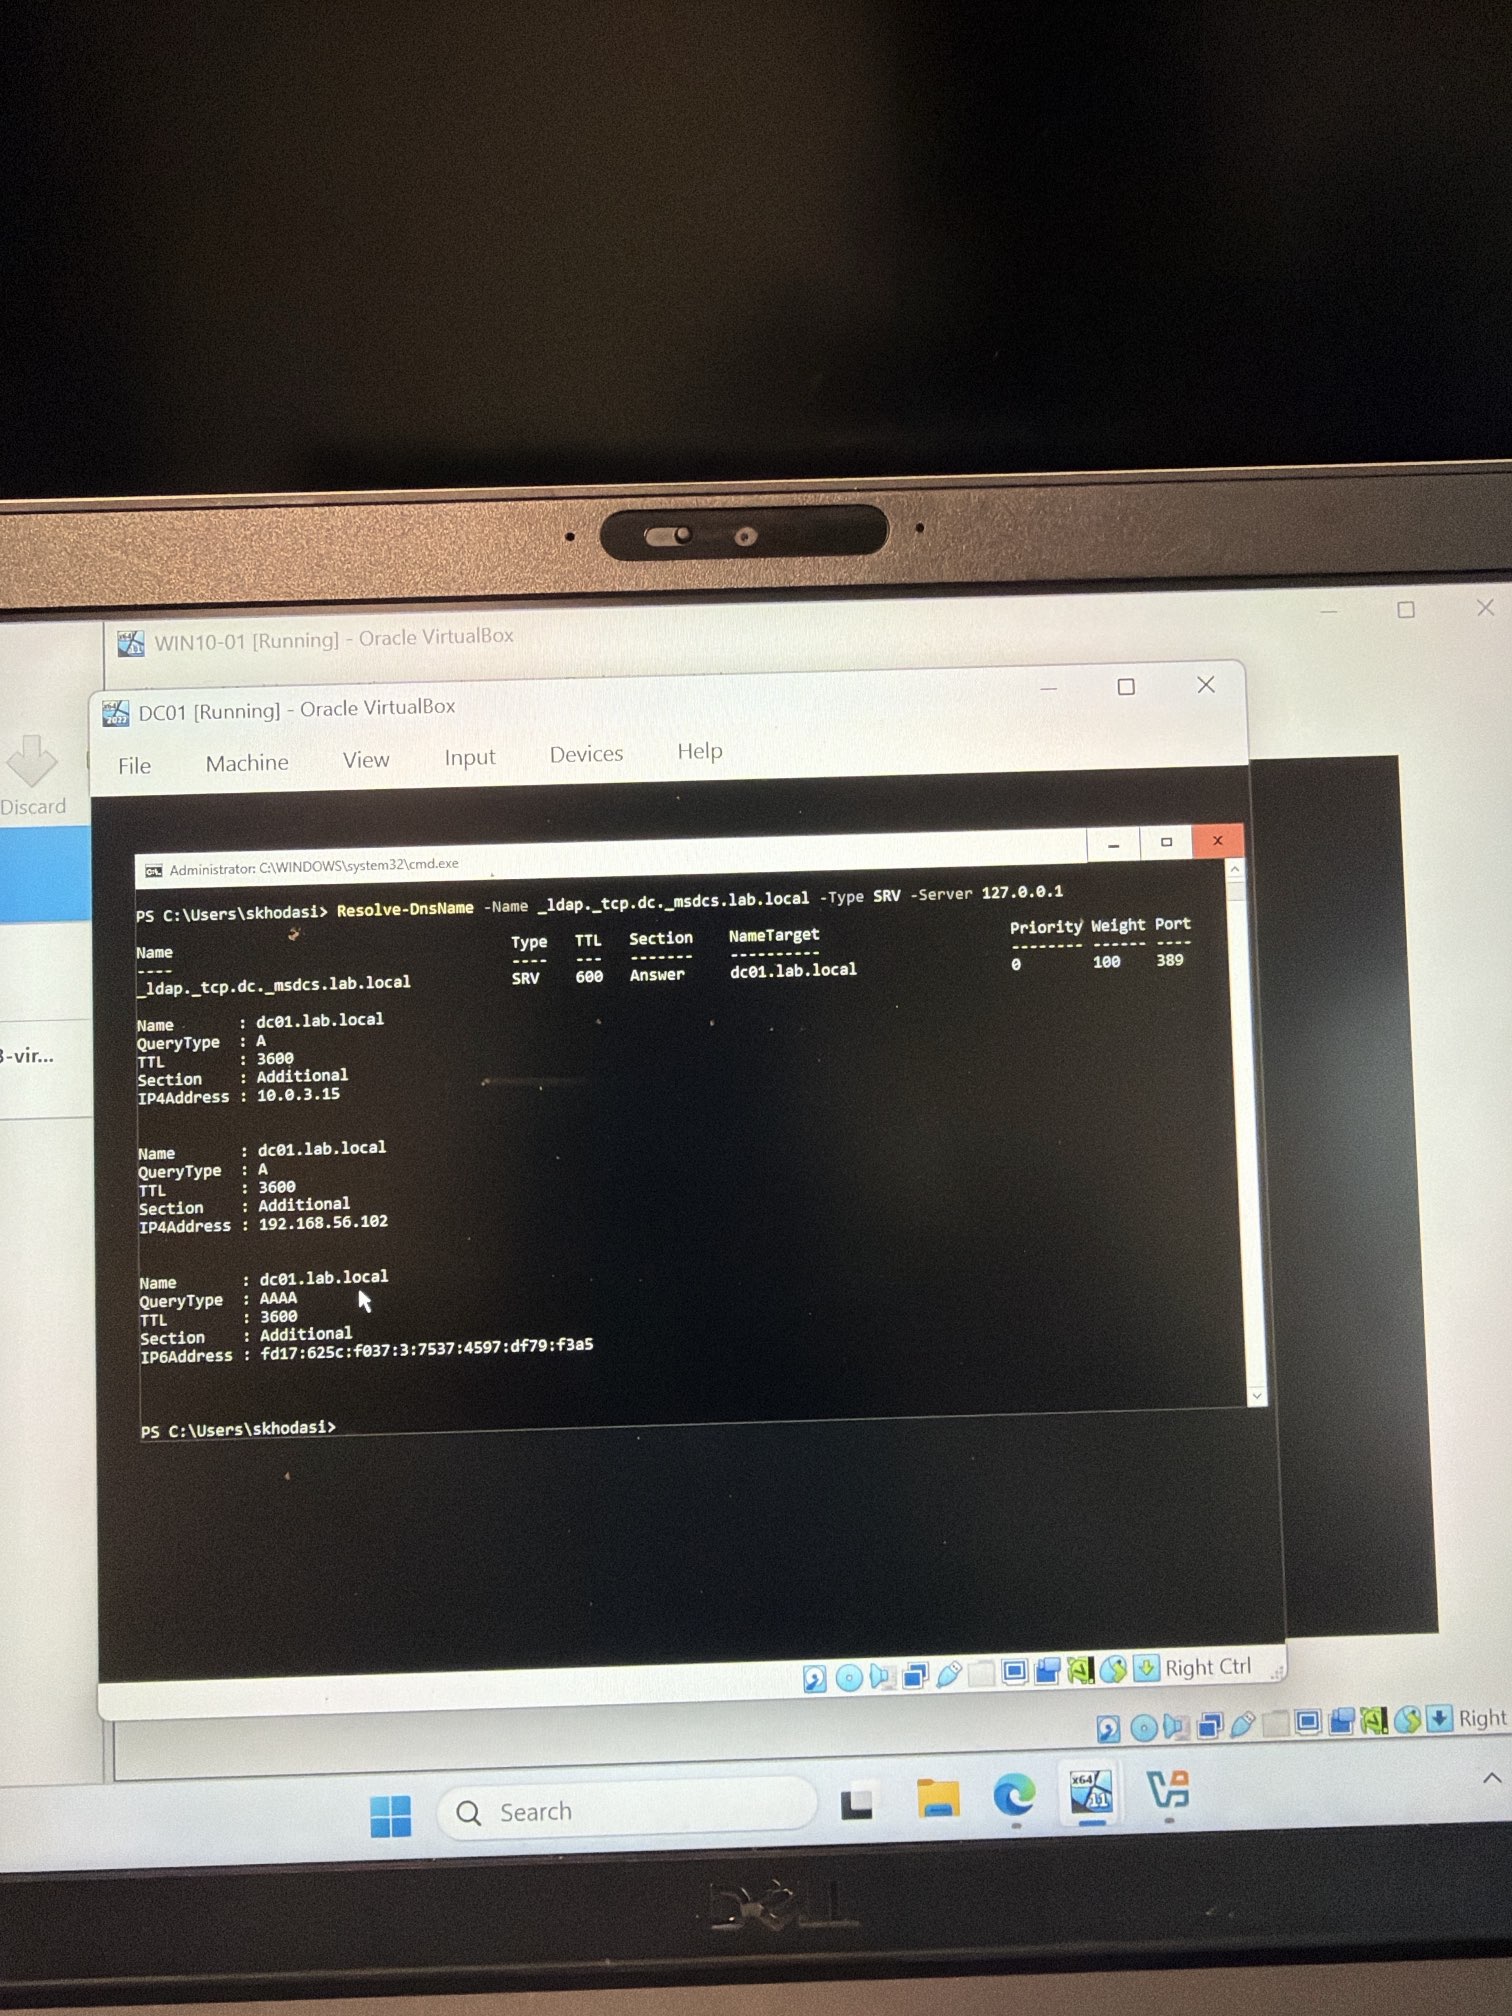 WIN10-01 [Running] - Oracle VirtualBox
DC01 [Running] - Oracle VirtualBox
File Machine View Input Devices Help
Discard
Administrator: C:\WINDOWS\system32\cmd.exe
PS C:\Users\skhodasi> Resolve-DnsName -Name _ldap._tcp.dc._msdcs.lab.local -Type SRV -Server 127.0.0.1
Name Type TTL Section NameTarget Priority Weight Port
---- ---- --- ------- ---------- -------- ------ ----
_ldap._tcp.dc._msdcs.lab.local SRV 600 Answer dc01.lab.local 0 100 389
Name : dc01.lab.local
QueryType : A
TTL : 3600
Section : Additional
IP4Address : 10.0.3.15
3-vir...
Name : dc01.lab.local
QueryType : A
TTL : 3600
Section : Additional
IP4Address : 192.168.56.102
Name : dc01.lab.local
QueryType : AAAA
TTL : 3600
Section : Additional
IP6Address : fd17:625c:f037:3:7537:4597:df79:f3a5
PS C:\Users\skhodasi>
Right Ctrl
Right
Search
DELL